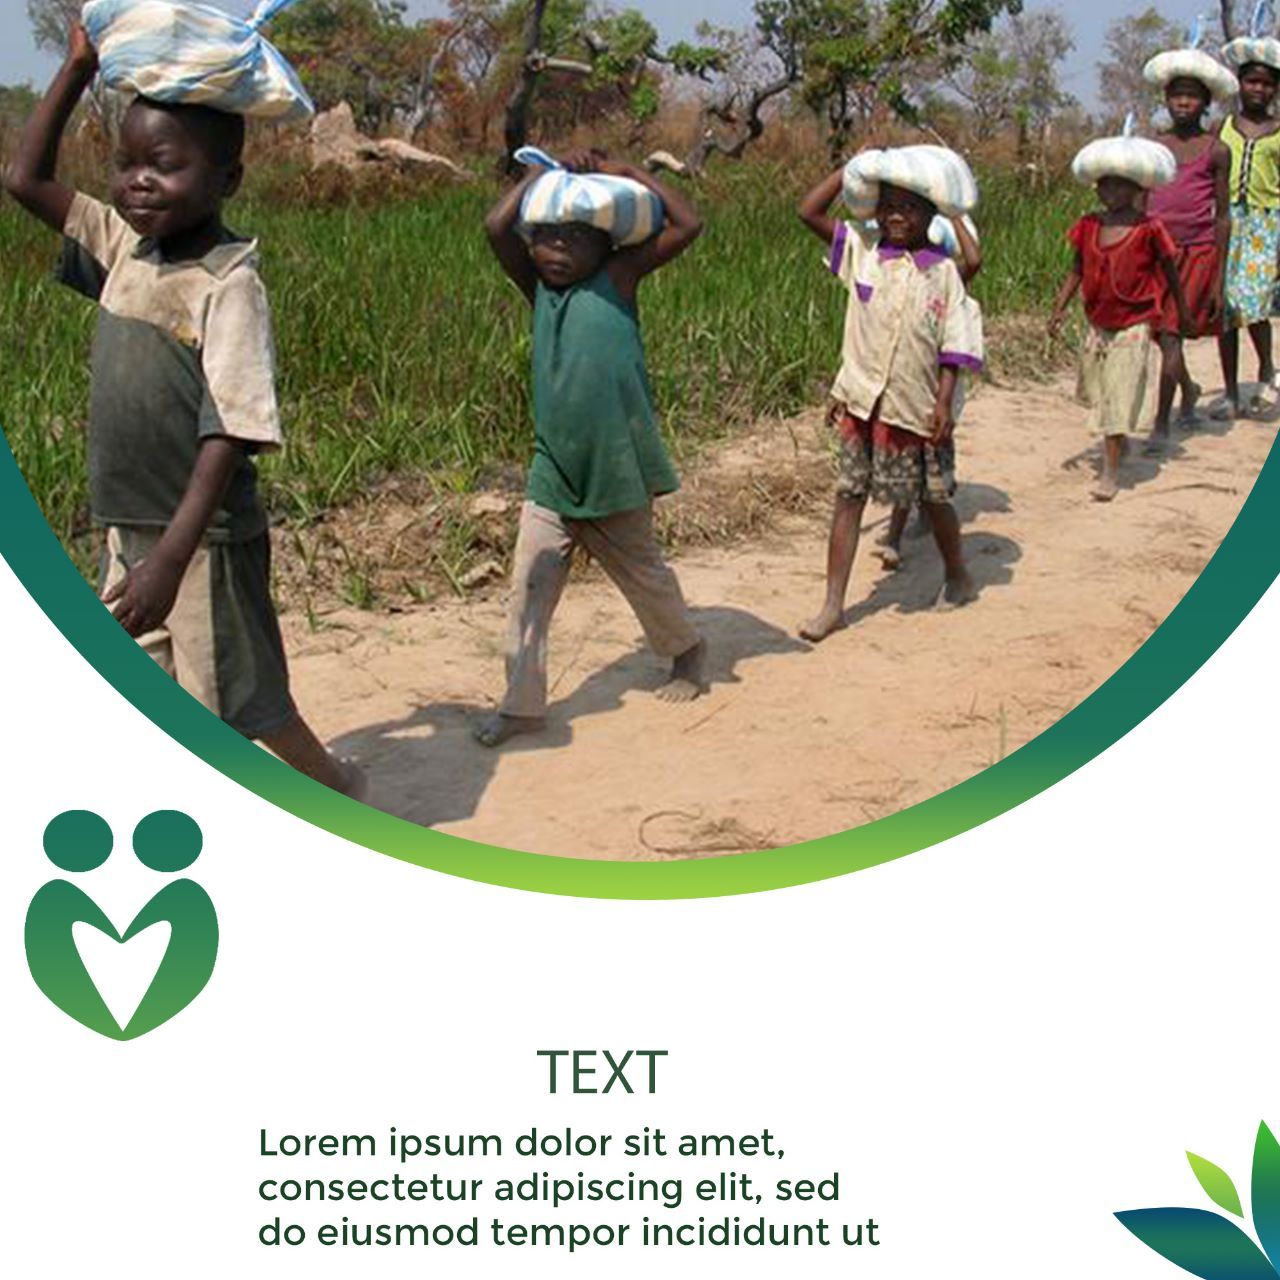 TEXT
Lorem ipsum dolor sit amet,
consectetur adipiscing elit, sed
do eiusmod tempor incididunt ut